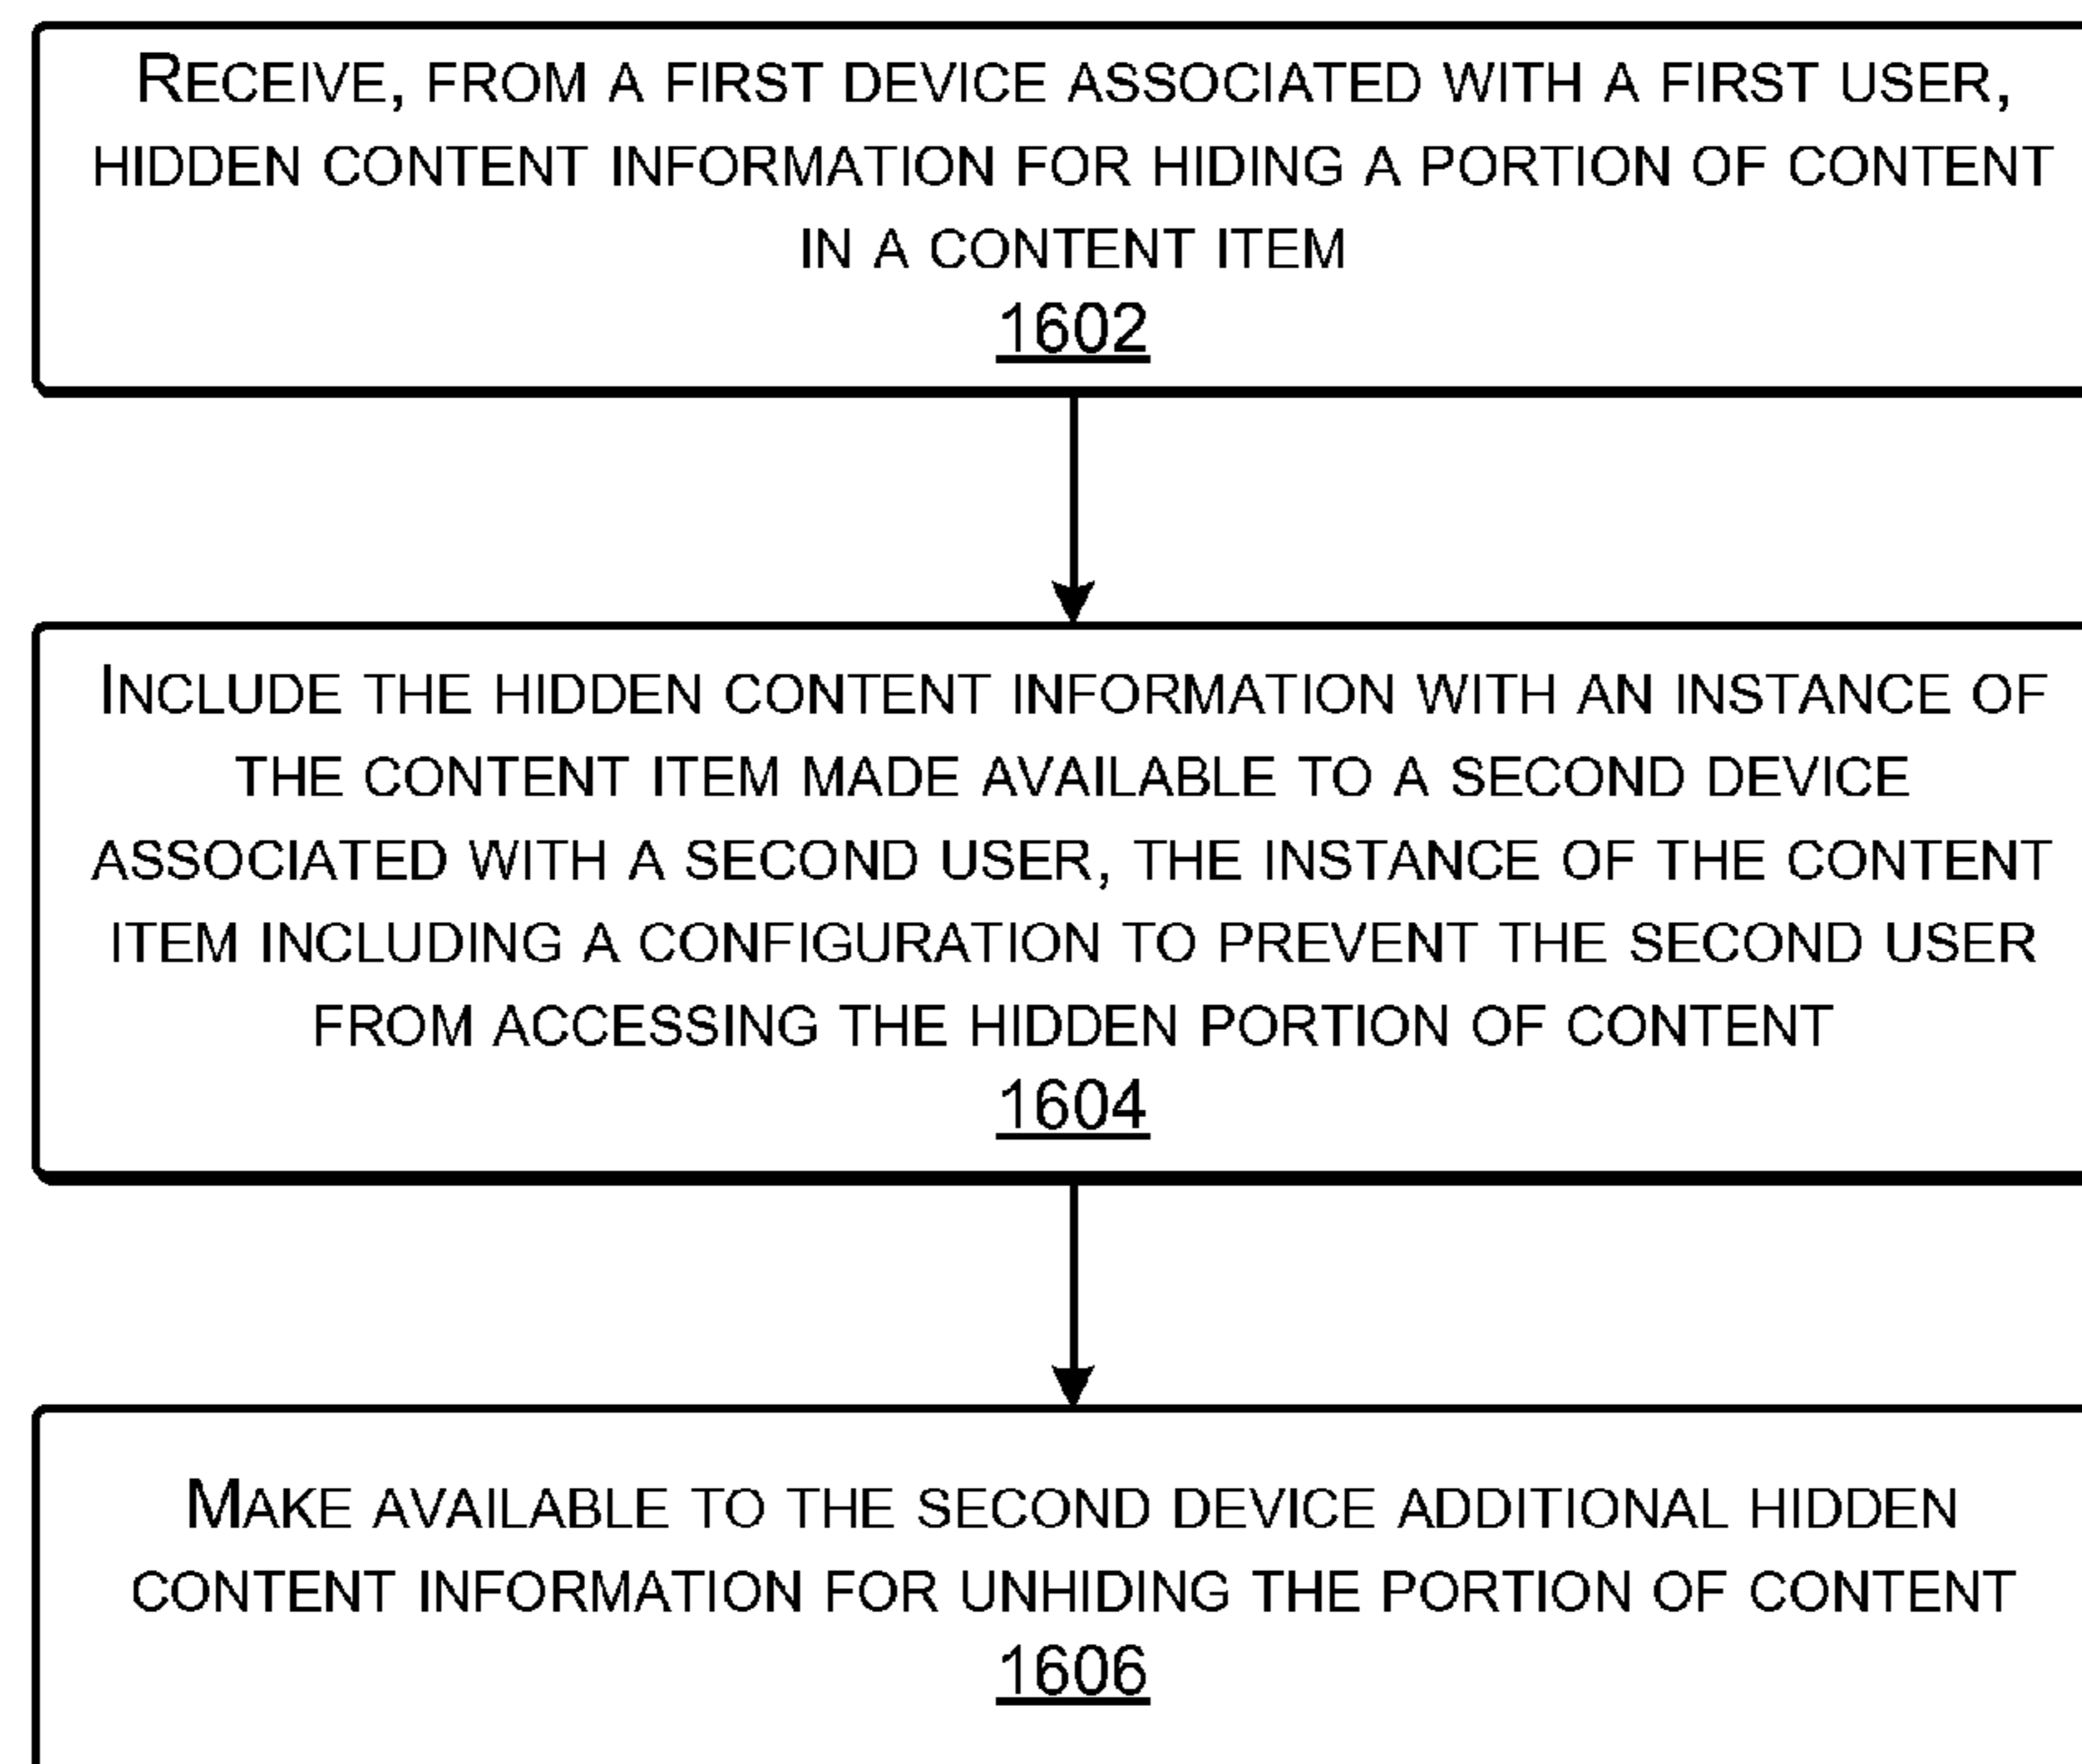 RECEIVE, FROM A FIRST DEVICE ASSOCIATED WITH A FIRST USER,
HIDDEN CONTENT INFORMATION FOR HIDING A PORTION OF CONTENT
IN A CONTENT ITEM
1602
INCLUDE THE HIDDEN CONTENT INFORMATION WITH AN INSTANCE OF
THE CONTENT ITEM MADE AVAILABLE TO A SECOND DEVICE
ASSOCIATED WITH A SECOND USER, THE INSTANCE OF THE CONTENT
ITEM INCLUDING A CONFIGURATION TO PREVENT THE SECOND USER
FROM ACCESSING THE HIDDEN PORTION OF CONTENT
1604
MAKE AVAILABLE TO THE SECOND DEVICE ADDITIONAL HIDDEN
CONTENT INFORMATION FOR UNHIDING THE PORTION OF CONTENT
1606